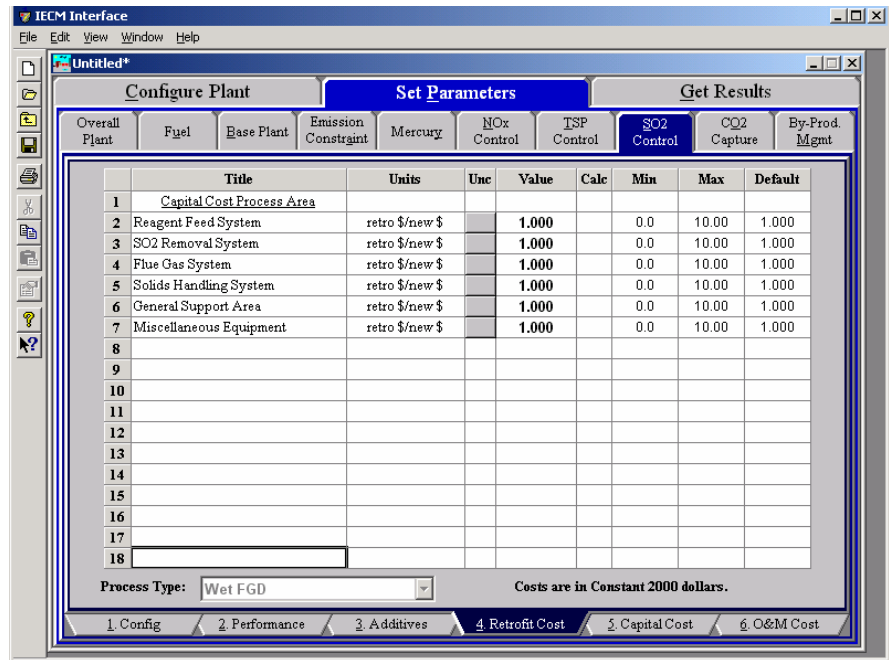 IECM Interface
File Edit View Window Help
Untitled*
Configure Plant Set Parameters Get Results
Overall Plant Fuel Base Plant Emission Constraint Mercury NOx Control TSP Control SO2 Control CO2 Capture By-Prod. Mgmt
Title Units Unc Value Calc Min Max Default
1 Capital Cost Process Area
2 Reagent Feed System retro $/new $ 1.000 0.0 10.00 1.000
3 SO2 Removal System retro $/new $ 1.000 0.0 10.00 1.000
4 Flue Gas System retro $/new $ 1.000 0.0 10.00 1.000
5 Solids Handling System retro $/new $ 1.000 0.0 10.00 1.000
6 General Support Area retro $/new $ 1.000 0.0 10.00 1.000
7 Miscellaneous Equipment retro $/new $ 1.000 0.0 10.00 1.000
8
9
10
11
12
13
14
15
16
17
18
Process Type: Wet FGD Costs are in Constant 2000 dollars.
1. Config 2. Performance 3. Additives 4. Retrofit Cost 5. Capital Cost 6. O&M Cost